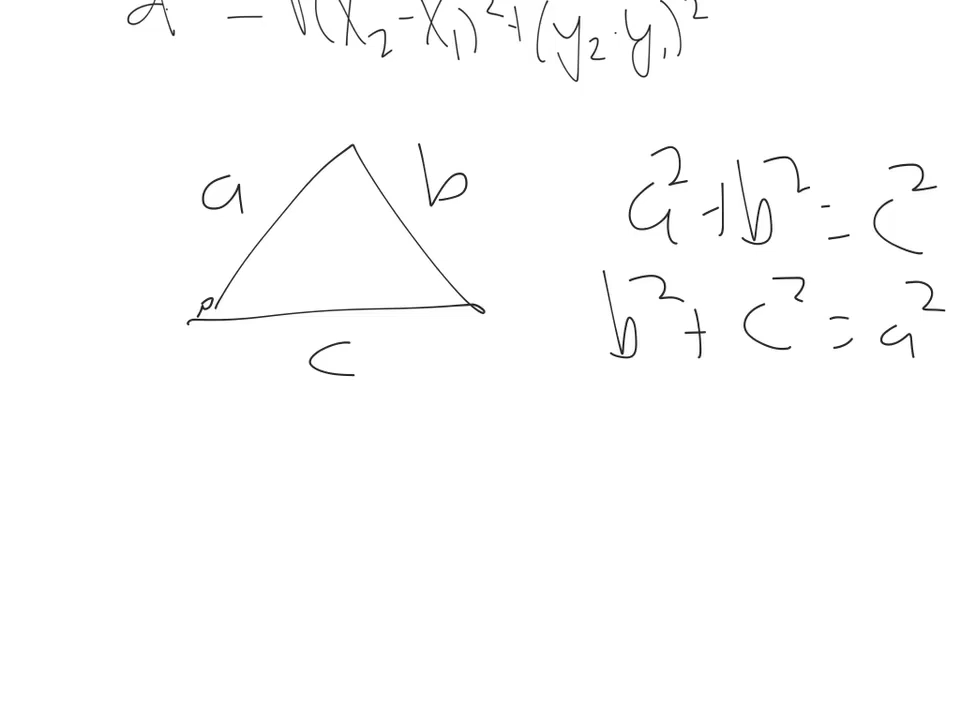 d = √(x₂-x₁)²+(y₂-y₁)²
a
b
a²+b²=c²
b²+c²=a²
c